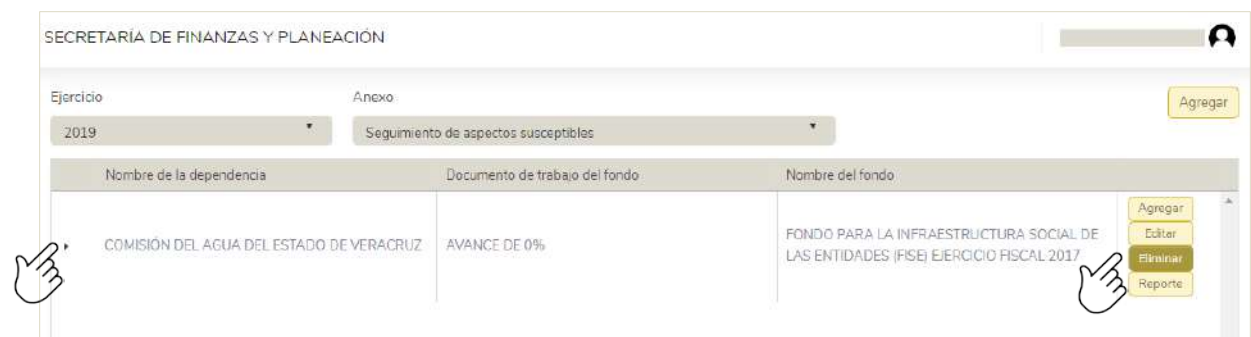 SECRETARÍA DE FINANZAS Y PLANEACIÓN
Ejercicio
Anexo
Agregar
2019
Seguimiento de aspectos susceptibles
Nombre de la dependencia
Documento de trabajo del fondo
Nombre del fondo
COMISIÓN DEL AGUA DEL ESTADO DE VERACRUZ
AVANCE DE 0%
FONDO PARA LA INFRAESTRUCTURA SOCIAL DE
LAS ENTIDADES (FISE) EJERCICIO FISCAL 2017
Agregar
Editar
Eliminar
Reporte